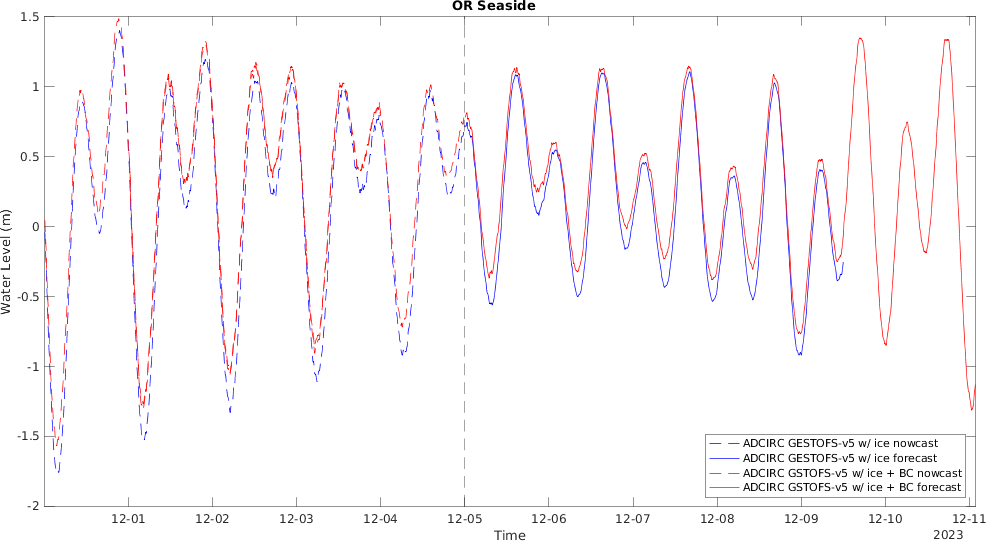 OR Seaside
1.5
1
0.5
0
-0.5
-1
-1.5
-2
Water Level (m)
12-01
12-02
12-03
12-04
12-05
12-06
12-07
12-08
12-09
12-10
12-11
Time
2023
ADCIRC GESTOFS-v5 w/ ice nowcast
ADCIRC GESTOFS-v5 w/ ice forecast
ADCIRC GSTOFS-v5 w/ ice + BC nowcast
ADCIRC GSTOFS-v5 w/ ice + BC forecast